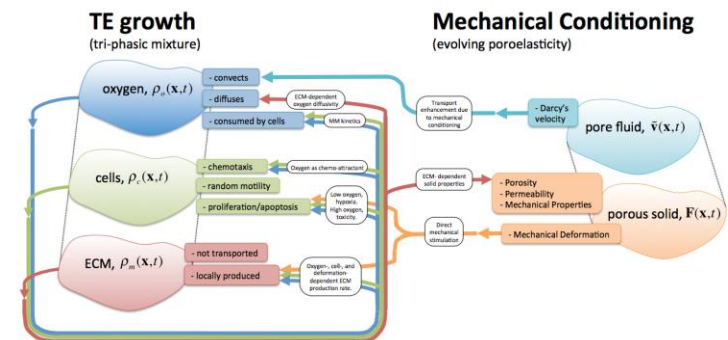 TE growth
(tri-phasic mixture)
Mechanical Conditioning
(evolving poroelasticity)
oxygen, ρₒ(x,t)
- convects
- diffuses
- consumed by cells
ECM-dependent
oxygen diffusivity
MM kinetics
cells, ρ_c(x,t)
- chemotaxis
- random motility
- proliferation/apoptosis
Oxygen as chemo-attractant
Low oxygen,
hypoxia.
High oxygen,
toxicity.
ECM, ρₘ(x,t)
- not transported
- locally produced
Oxygen-, cell-, and
deformation-
dependent ECM
production rate.
Transport
enhancement due
to mechanical
conditioning
- Darcy's
velocity
pore fluid, ṽ(x,t)
ECM- dependent
solid properties
- Porosity
- Permeability
- Mechanical Properties
porous solid, F(x,t)
Direct
mechanical
stimulation
- Mechanical Deformation